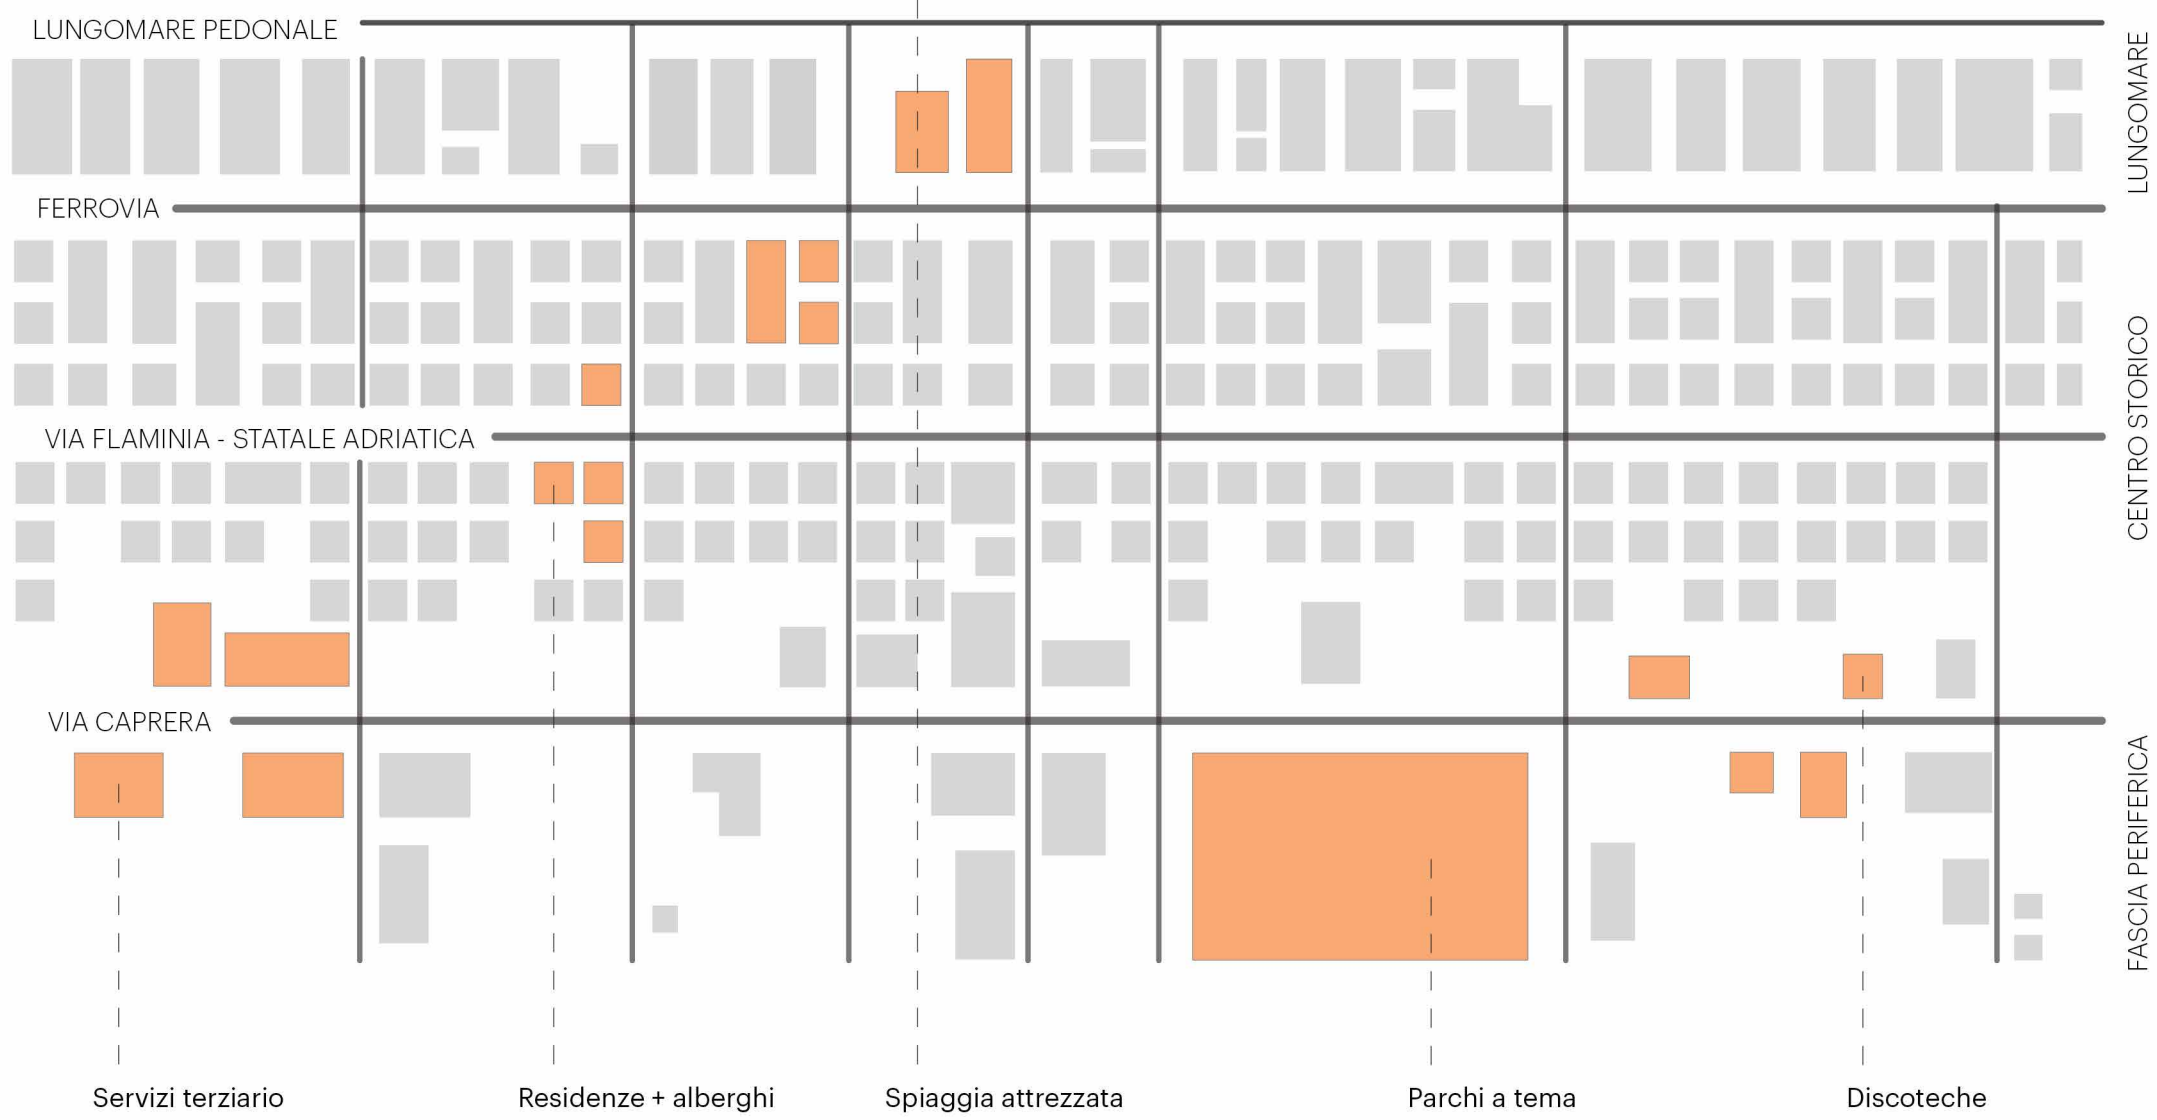 LUNGOMARE PEDONALE
LUNGOMARE
FERROVIA
CENTRO STORICO
VIA FLAMINIA - STATALE ADRIATICA
VIA CAPRERA
FASCIA PERIFERICA
Servizi terziario
Residenze + alberghi
Spiaggia attrezzata
Parchi a tema
Discoteche